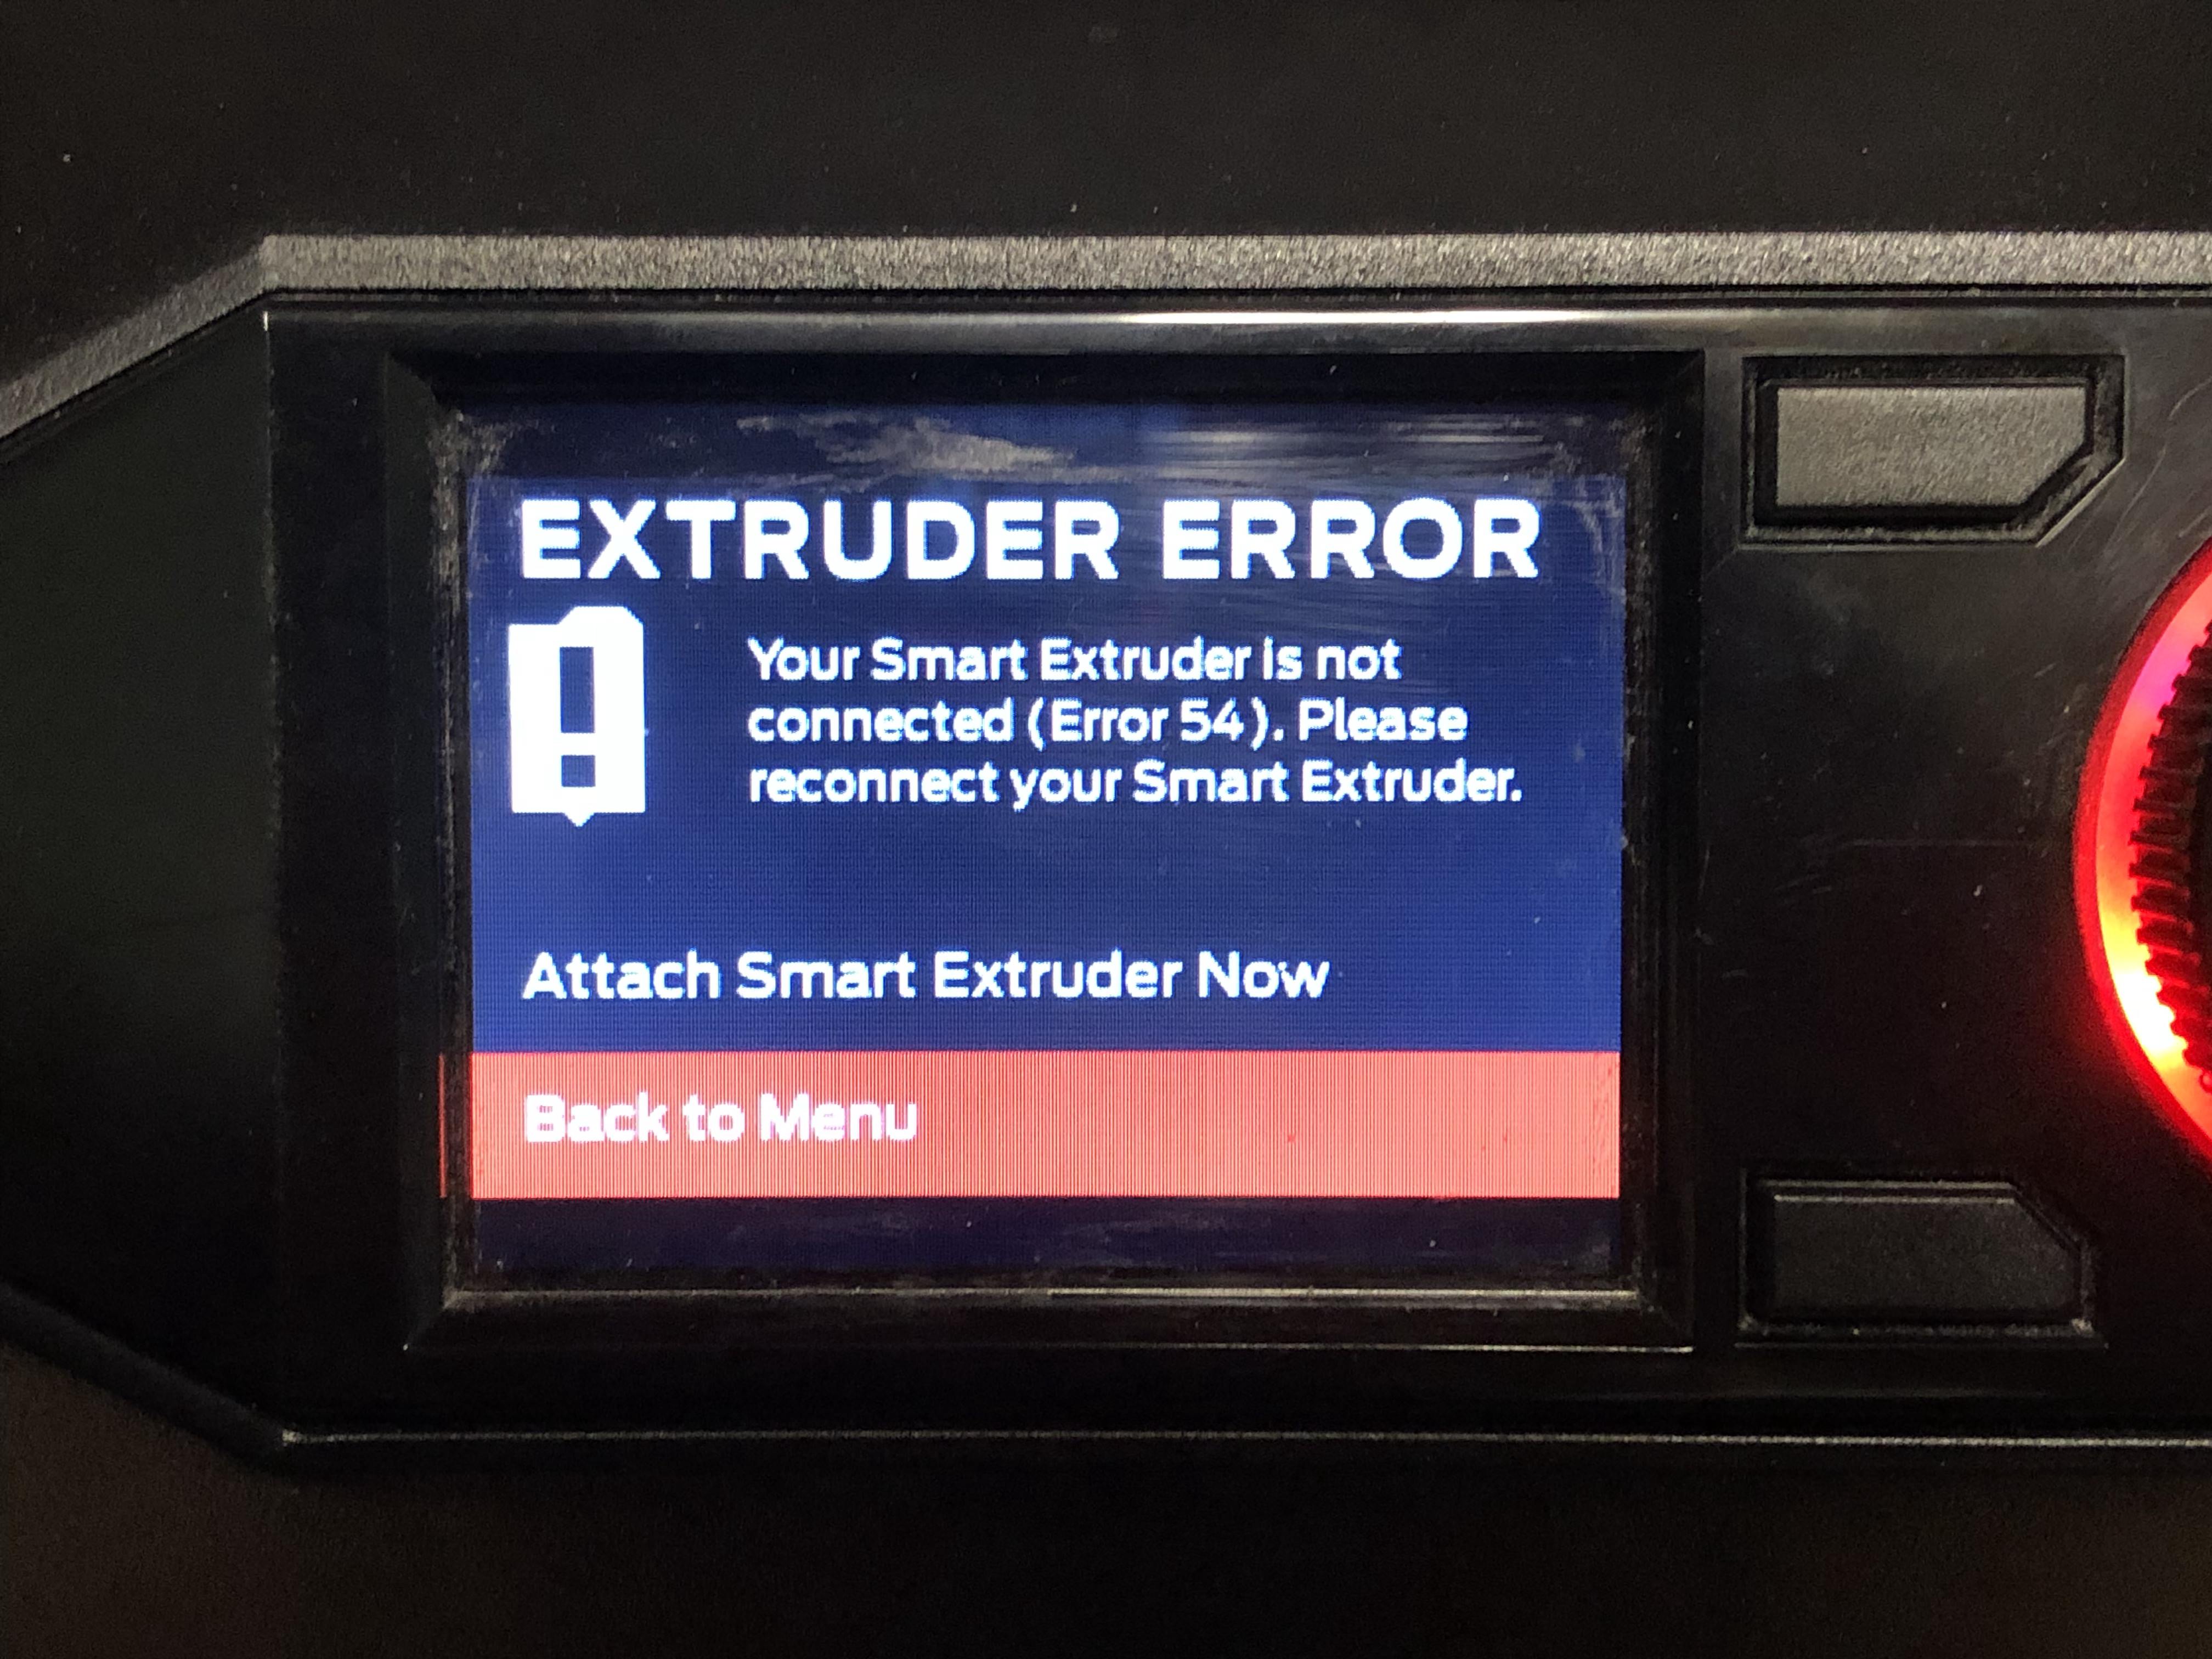 EXTRUDER ERROR
Your Smart Extruder is not
connected (Error 54). Please
reconnect your Smart Extruder.
Attach Smart Extruder Now
Back to Menu